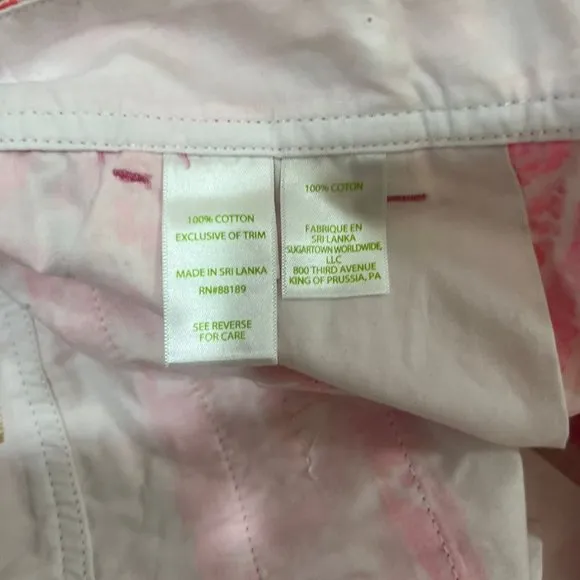 100% COTTON
EXCLUSIVE OF TRIM
MADE IN SRI LANKA
RN#88189
SEE REVERSE
FOR CARE
100% COTON
FABRIQUE EN
SRI LANKA
SUGARTOWN WORLDWIDE,
LLC
800 THIRD AVENUE
KING OF PRUSSIA, PA